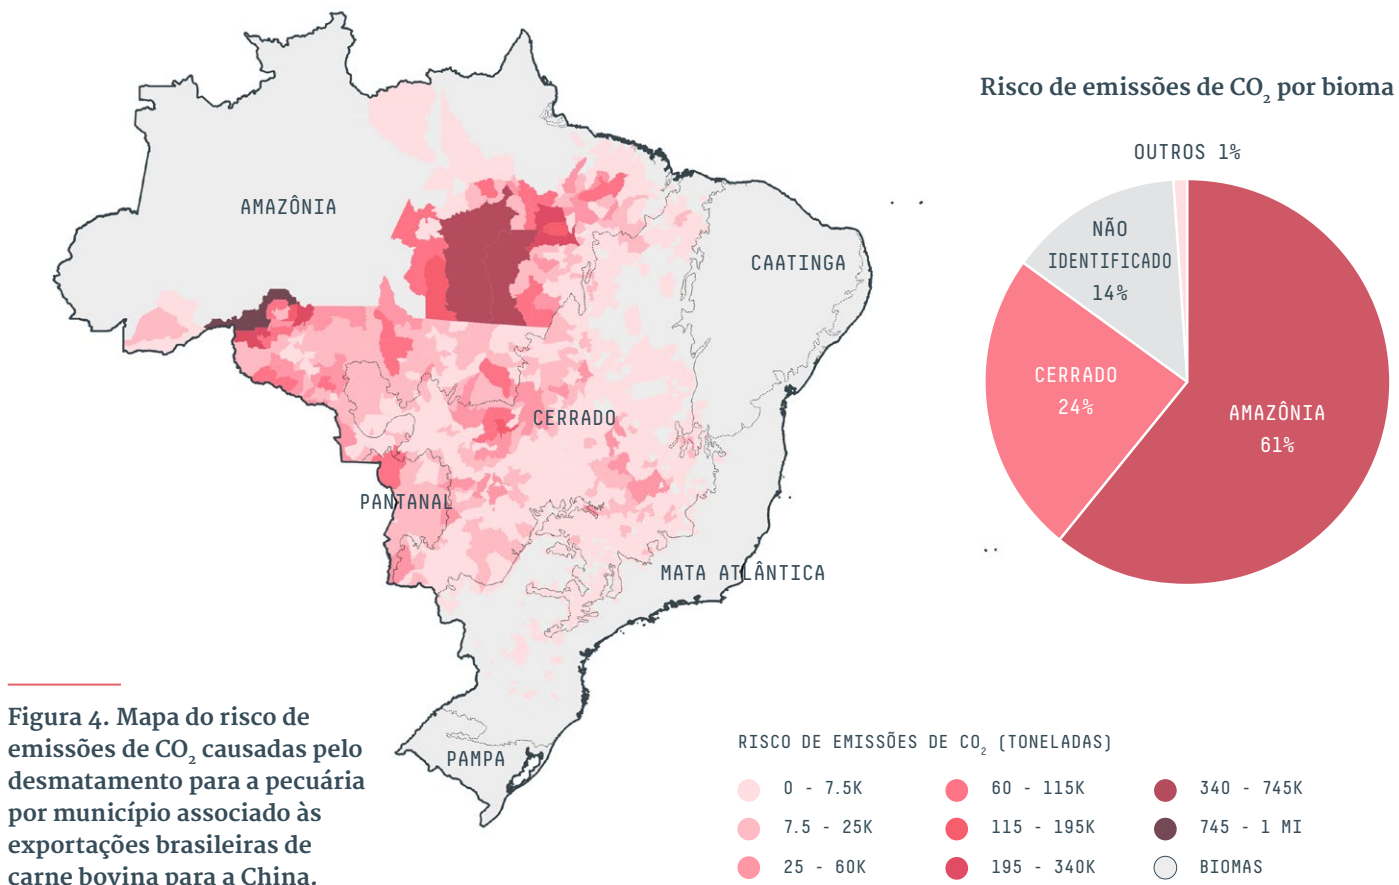 Risco de emissões de CO₂ por bioma
OUTROS 1%
NÃO
IDENTIFICADO
14%
CERRADO
24%
AMAZÔNIA
61%
AMAZÔNIA
CAATINGA
CERRADO
PANTANAL
MATA ATLÂNTICA
PAMPA
Figura 4. Mapa do risco de
emissões de CO₂ causadas pelo
desmatamento para a pecuária
por município associado às
exportações brasileiras de
carne bovina para a China.
RISCO DE EMISSÕES DE CO₂ (TONELADAS)
0 - 7.5K
7.5 - 25K
25 - 60K
60 - 115K
115 - 195K
195 - 340K
340 - 745K
745 - 1 MI
BIOMAS